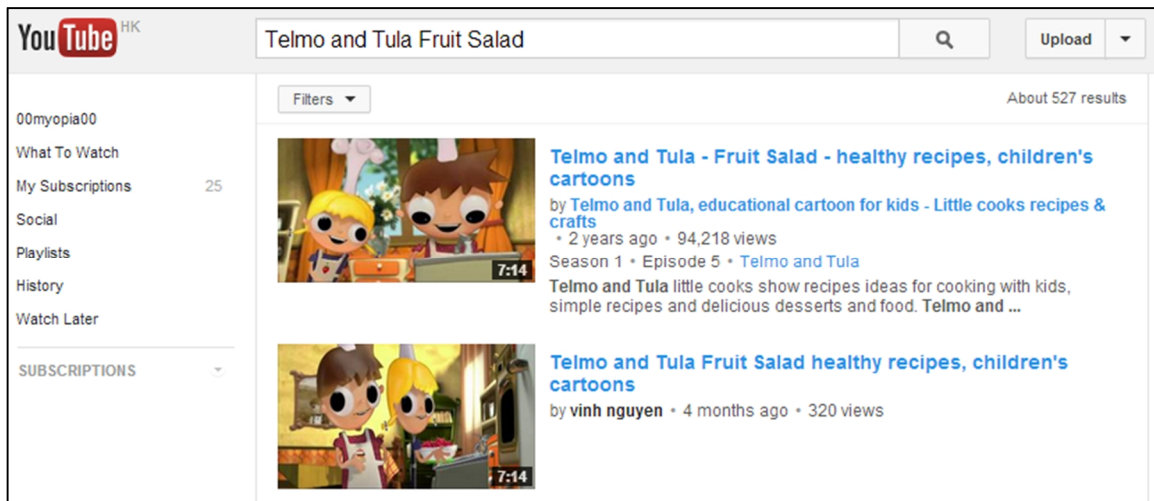 YouTube HK
Telmo and Tula Fruit Salad
Upload
00myopia00
What To Watch
My Subscriptions 25
Social
Playlists
History
Watch Later
SUBSCRIPTIONS
Filters
About 527 results
7:14
Telmo and Tula - Fruit Salad - healthy recipes, children's
cartoons
by Telmo and Tula, educational cartoon for kids - Little cooks recipes &
crafts
• 2 years ago • 94,218 views
Season 1 • Episode 5 • Telmo and Tula
Telmo and Tula little cooks show recipes ideas for cooking with kids,
simple recipes and delicious desserts and food. Telmo and ...
7:14
Telmo and Tula Fruit Salad healthy recipes, children's
cartoons
by vinh nguyen • 4 months ago • 320 views